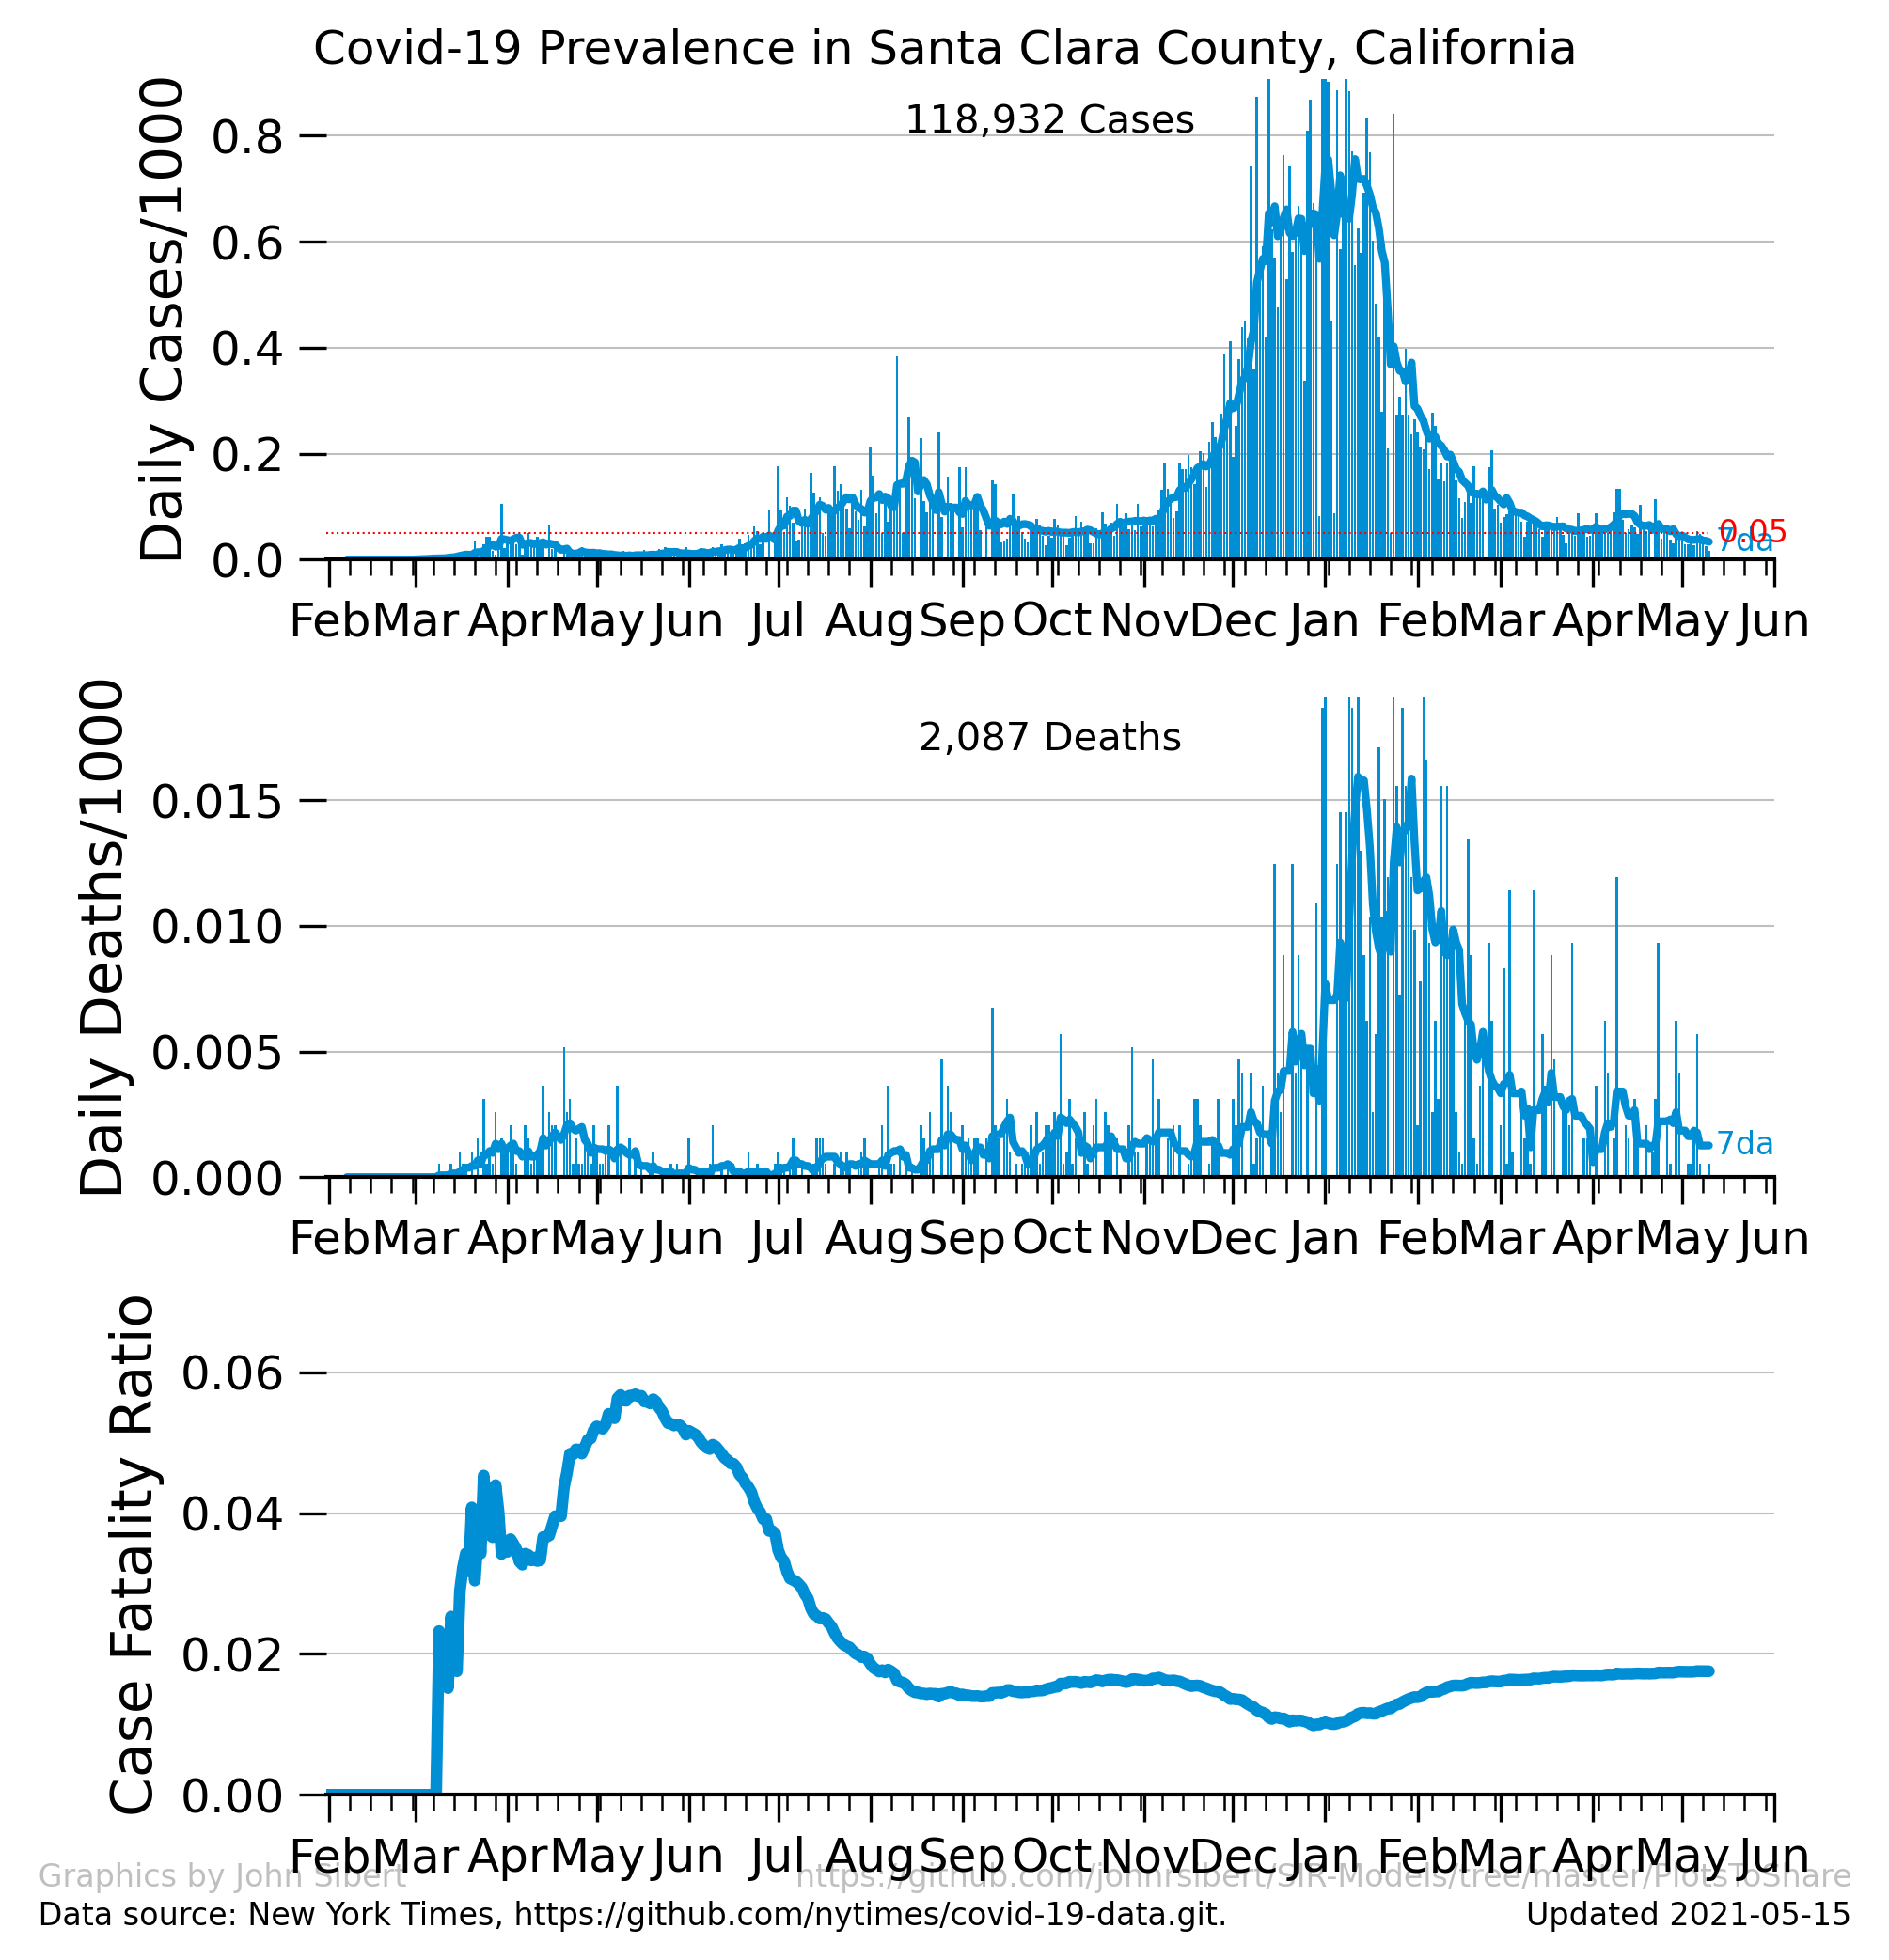 Covid-19 Prevalence in Santa Clara County, California
Daily Cases/1000
118,932 Cases
0.8
0.6
0.4
0.2
0.0
0.05
7da
Feb Mar Apr May Jun Jul Aug Sep Oct Nov Dec Jan Feb Mar Apr May Jun
Daily Deaths/1000
2,087 Deaths
0.015
0.010
0.005
0.000
7da
Feb Mar Apr May Jun Jul Aug Sep Oct Nov Dec Jan Feb Mar Apr May Jun
Case Fatality Ratio
0.06
0.04
0.02
0.00
Feb Mar Apr May Jun Jul Aug Sep Oct Nov Dec Jan Feb Mar Apr May Jun
Graphics by John Sibert https://github.com/johnrsibert/SIR-Models/tree/master/PlotsToShare
Data source: New York Times, https://github.com/nytimes/covid-19-data.git. Updated 2021-05-15